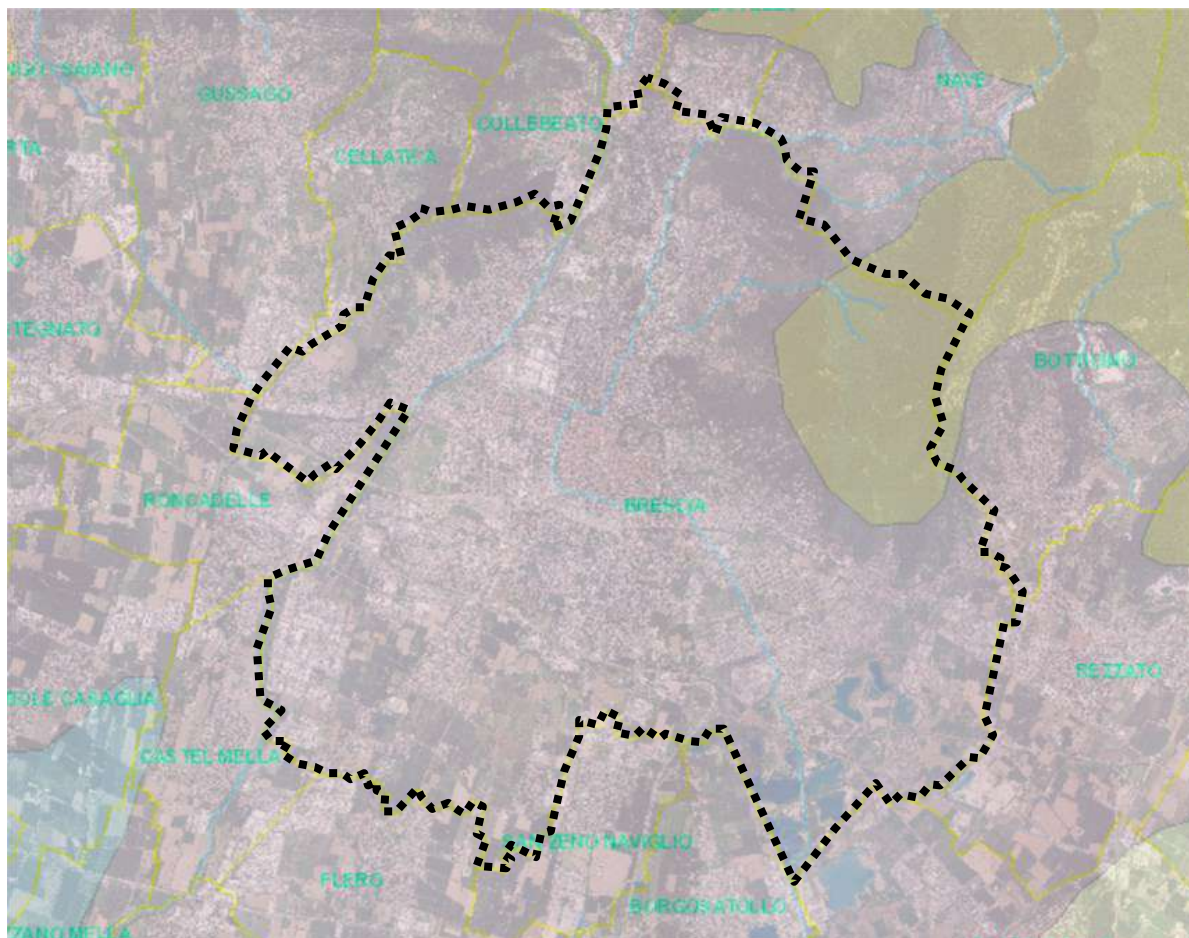 NAVE
GUSSAGO
COLLEBEATO
CELLATICA
BOTTICINO
RONCADELLE
BRESCIA
REZZATO
CASTEL MELLA
SAN ZENO NAVIGLIO
FLERO
BORGOSATOLLO